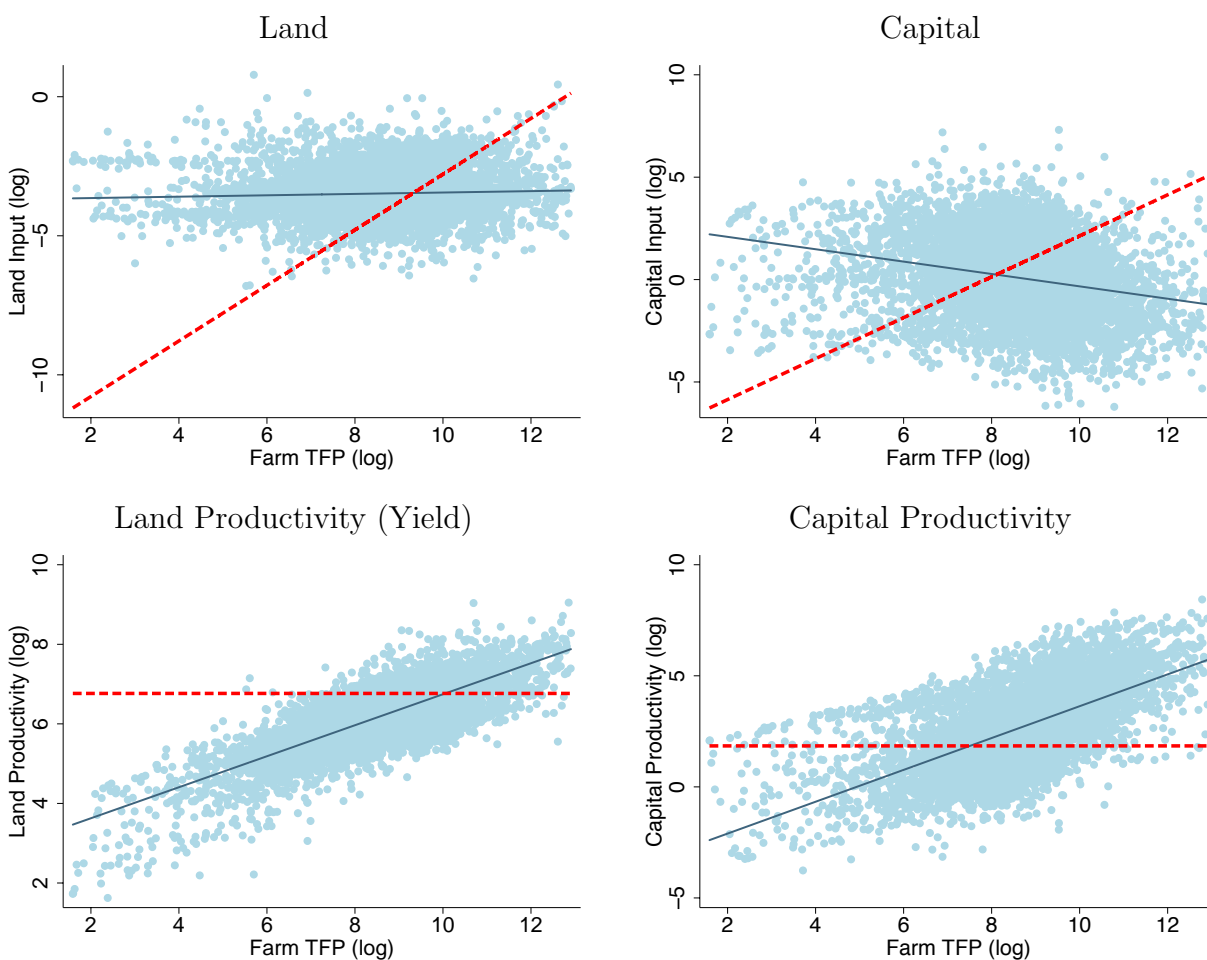 Land
0
−5
−10
Land Input (log)
2 4 6 8 10 12
Farm TFP (log)
Capital
10
5
0
−5
Capital Input (log)
2 4 6 8 10 12
Farm TFP (log)
Land Productivity (Yield)
10
8
6
4
2
Land Productivity (log)
2 4 6 8 10 12
Farm TFP (log)
Capital Productivity
10
5
0
−5
Capital Productivity (log)
2 4 6 8 10 12
Farm TFP (log)